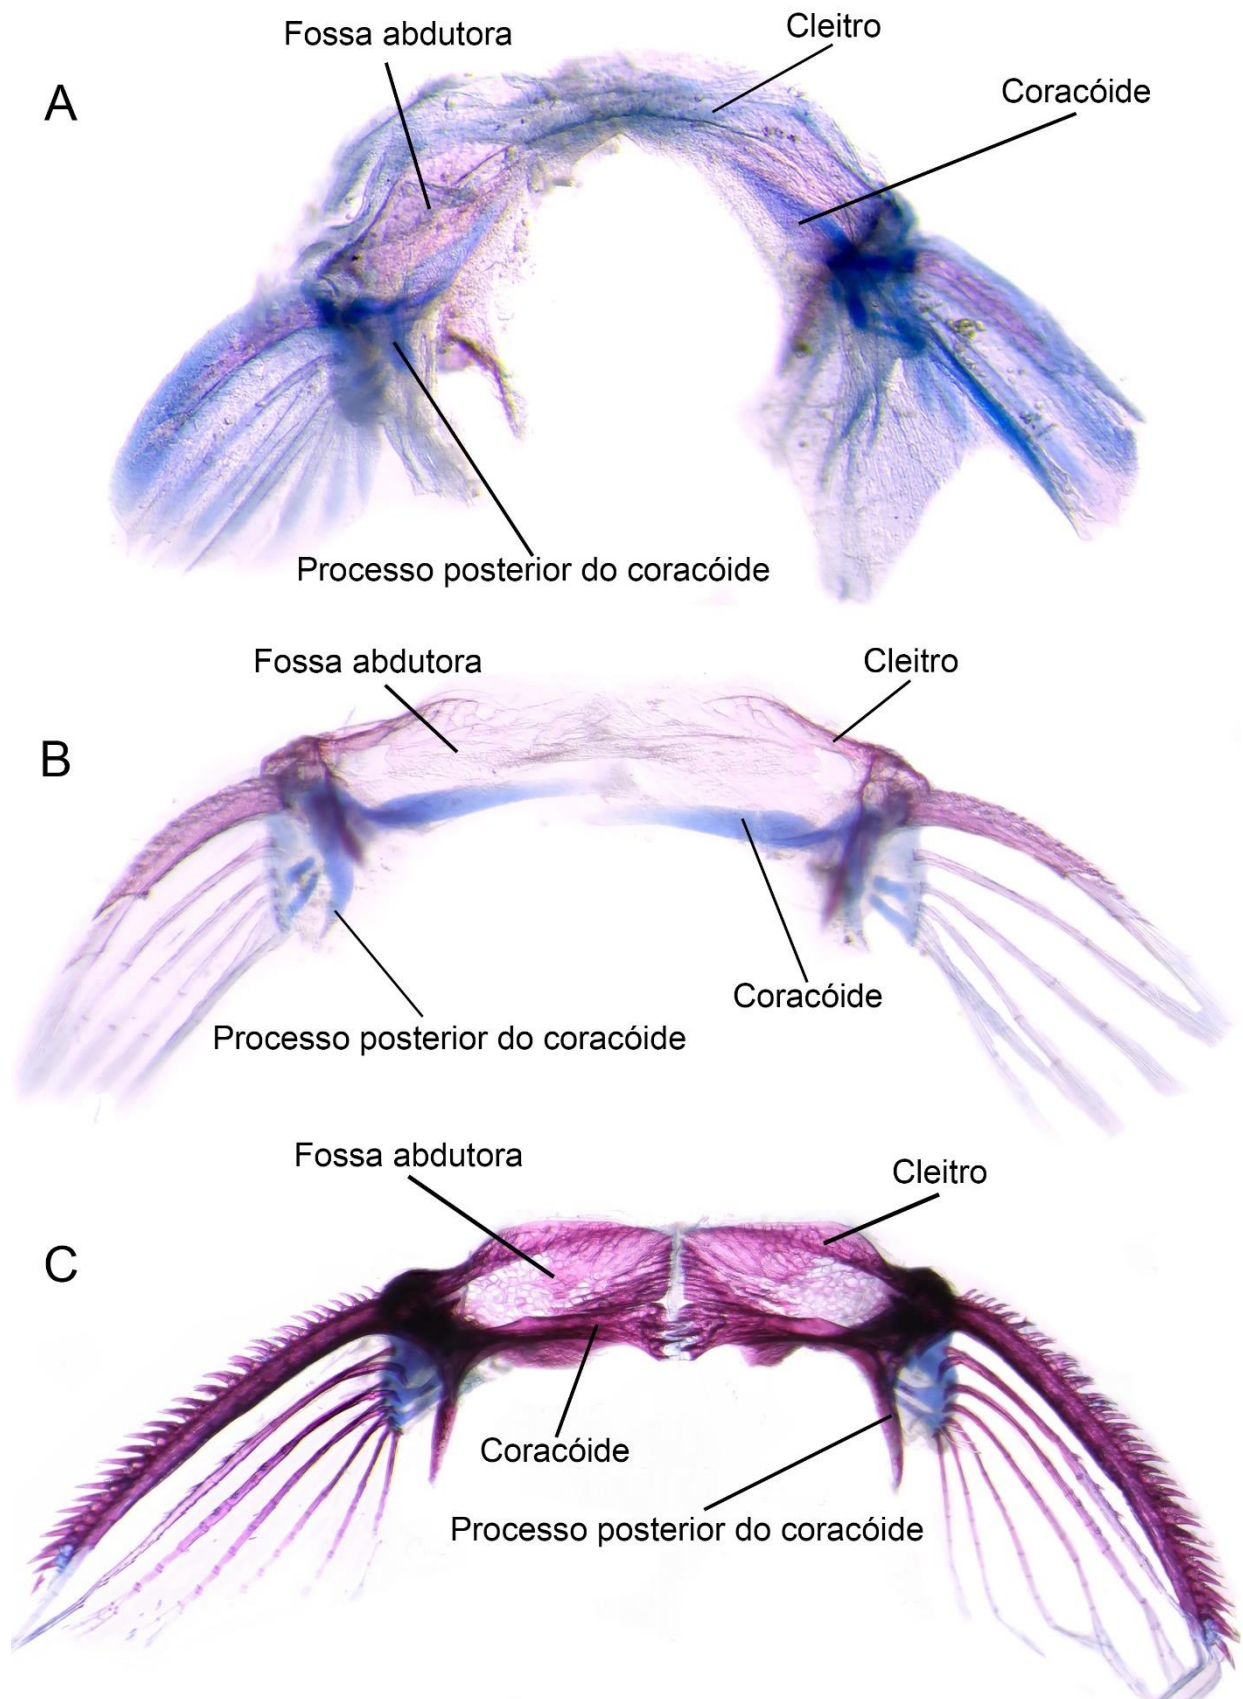 A
Fossa abdutora
Cleitro
Coracóide
Processo posterior do coracóide
B
Fossa abdutora
Cleitro
Coracóide
Processo posterior do coracóide
C
Fossa abdutora
Cleitro
Coracóide
Processo posterior do coracóide